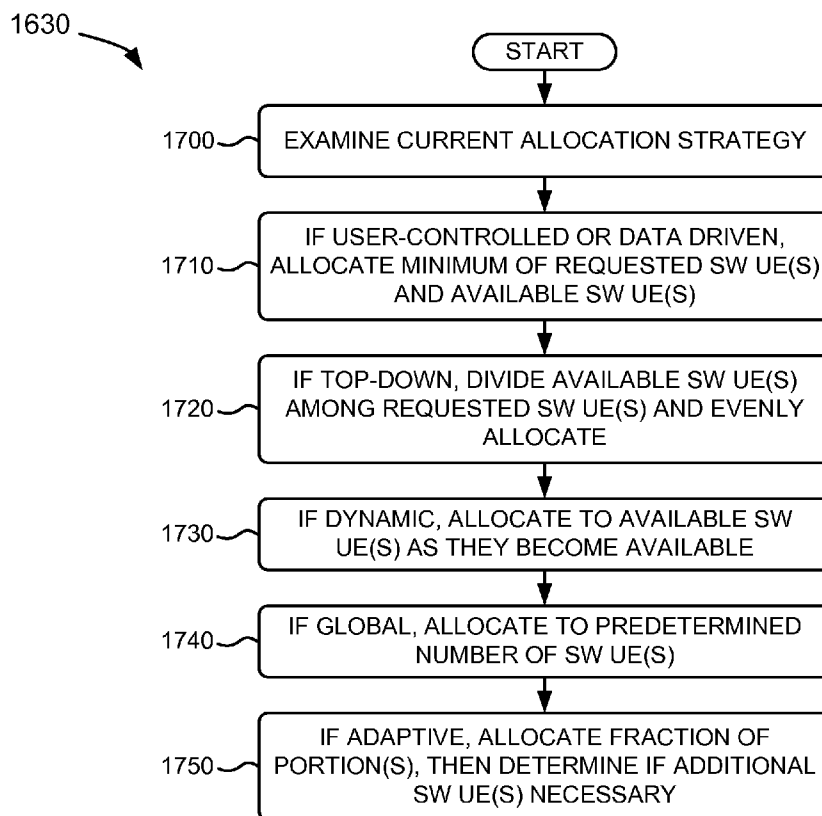 1630
START
1700
EXAMINE CURRENT ALLOCATION STRATEGY
1710
IF USER-CONTROLLED OR DATA DRIVEN,
ALLOCATE MINIMUM OF REQUESTED SW UE(S)
AND AVAILABLE SW UE(S)
1720
IF TOP-DOWN, DIVIDE AVAILABLE SW UE(S)
AMONG REQUESTED SW UE(S) AND EVENLY
ALLOCATE
1730
IF DYNAMIC, ALLOCATE TO AVAILABLE SW
UE(S) AS THEY BECOME AVAILABLE
1740
IF GLOBAL, ALLOCATE TO PREDETERMINED
NUMBER OF SW UE(S)
1750
IF ADAPTIVE, ALLOCATE FRACTION OF
PORTION(S), THEN DETERMINE IF ADDITIONAL
SW UE(S) NECESSARY